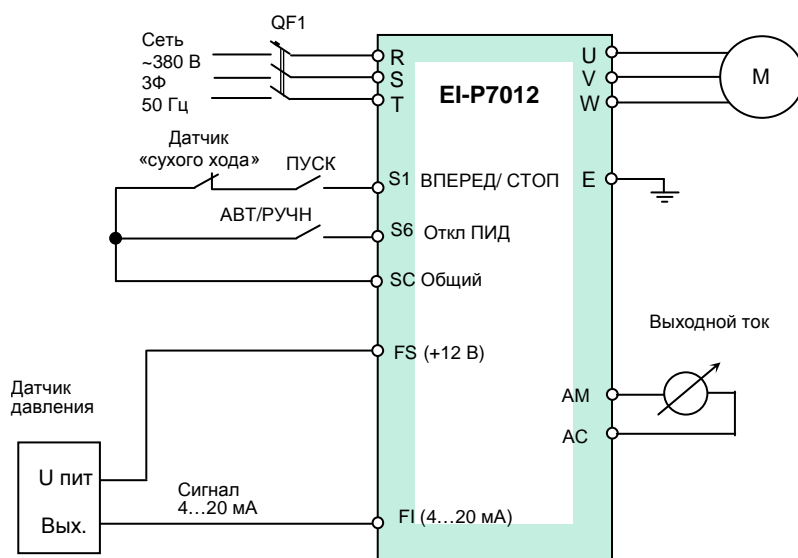 QF1
Сеть
~380 В
3Ф
50 Гц
R
S
T
EI-P7012
U
V
W
M
Датчик
«сухого хода»
ПУСК
S1 ВПЕРЕД/ СТОП
E
АВТ/РУЧН
S6 Откл ПИД
SC Общий
Выходной ток
FS (+12 В)
AM
AC
Датчик
давления
U пит
Вых.
Сигнал
4...20 мА
FI (4...20 мА)